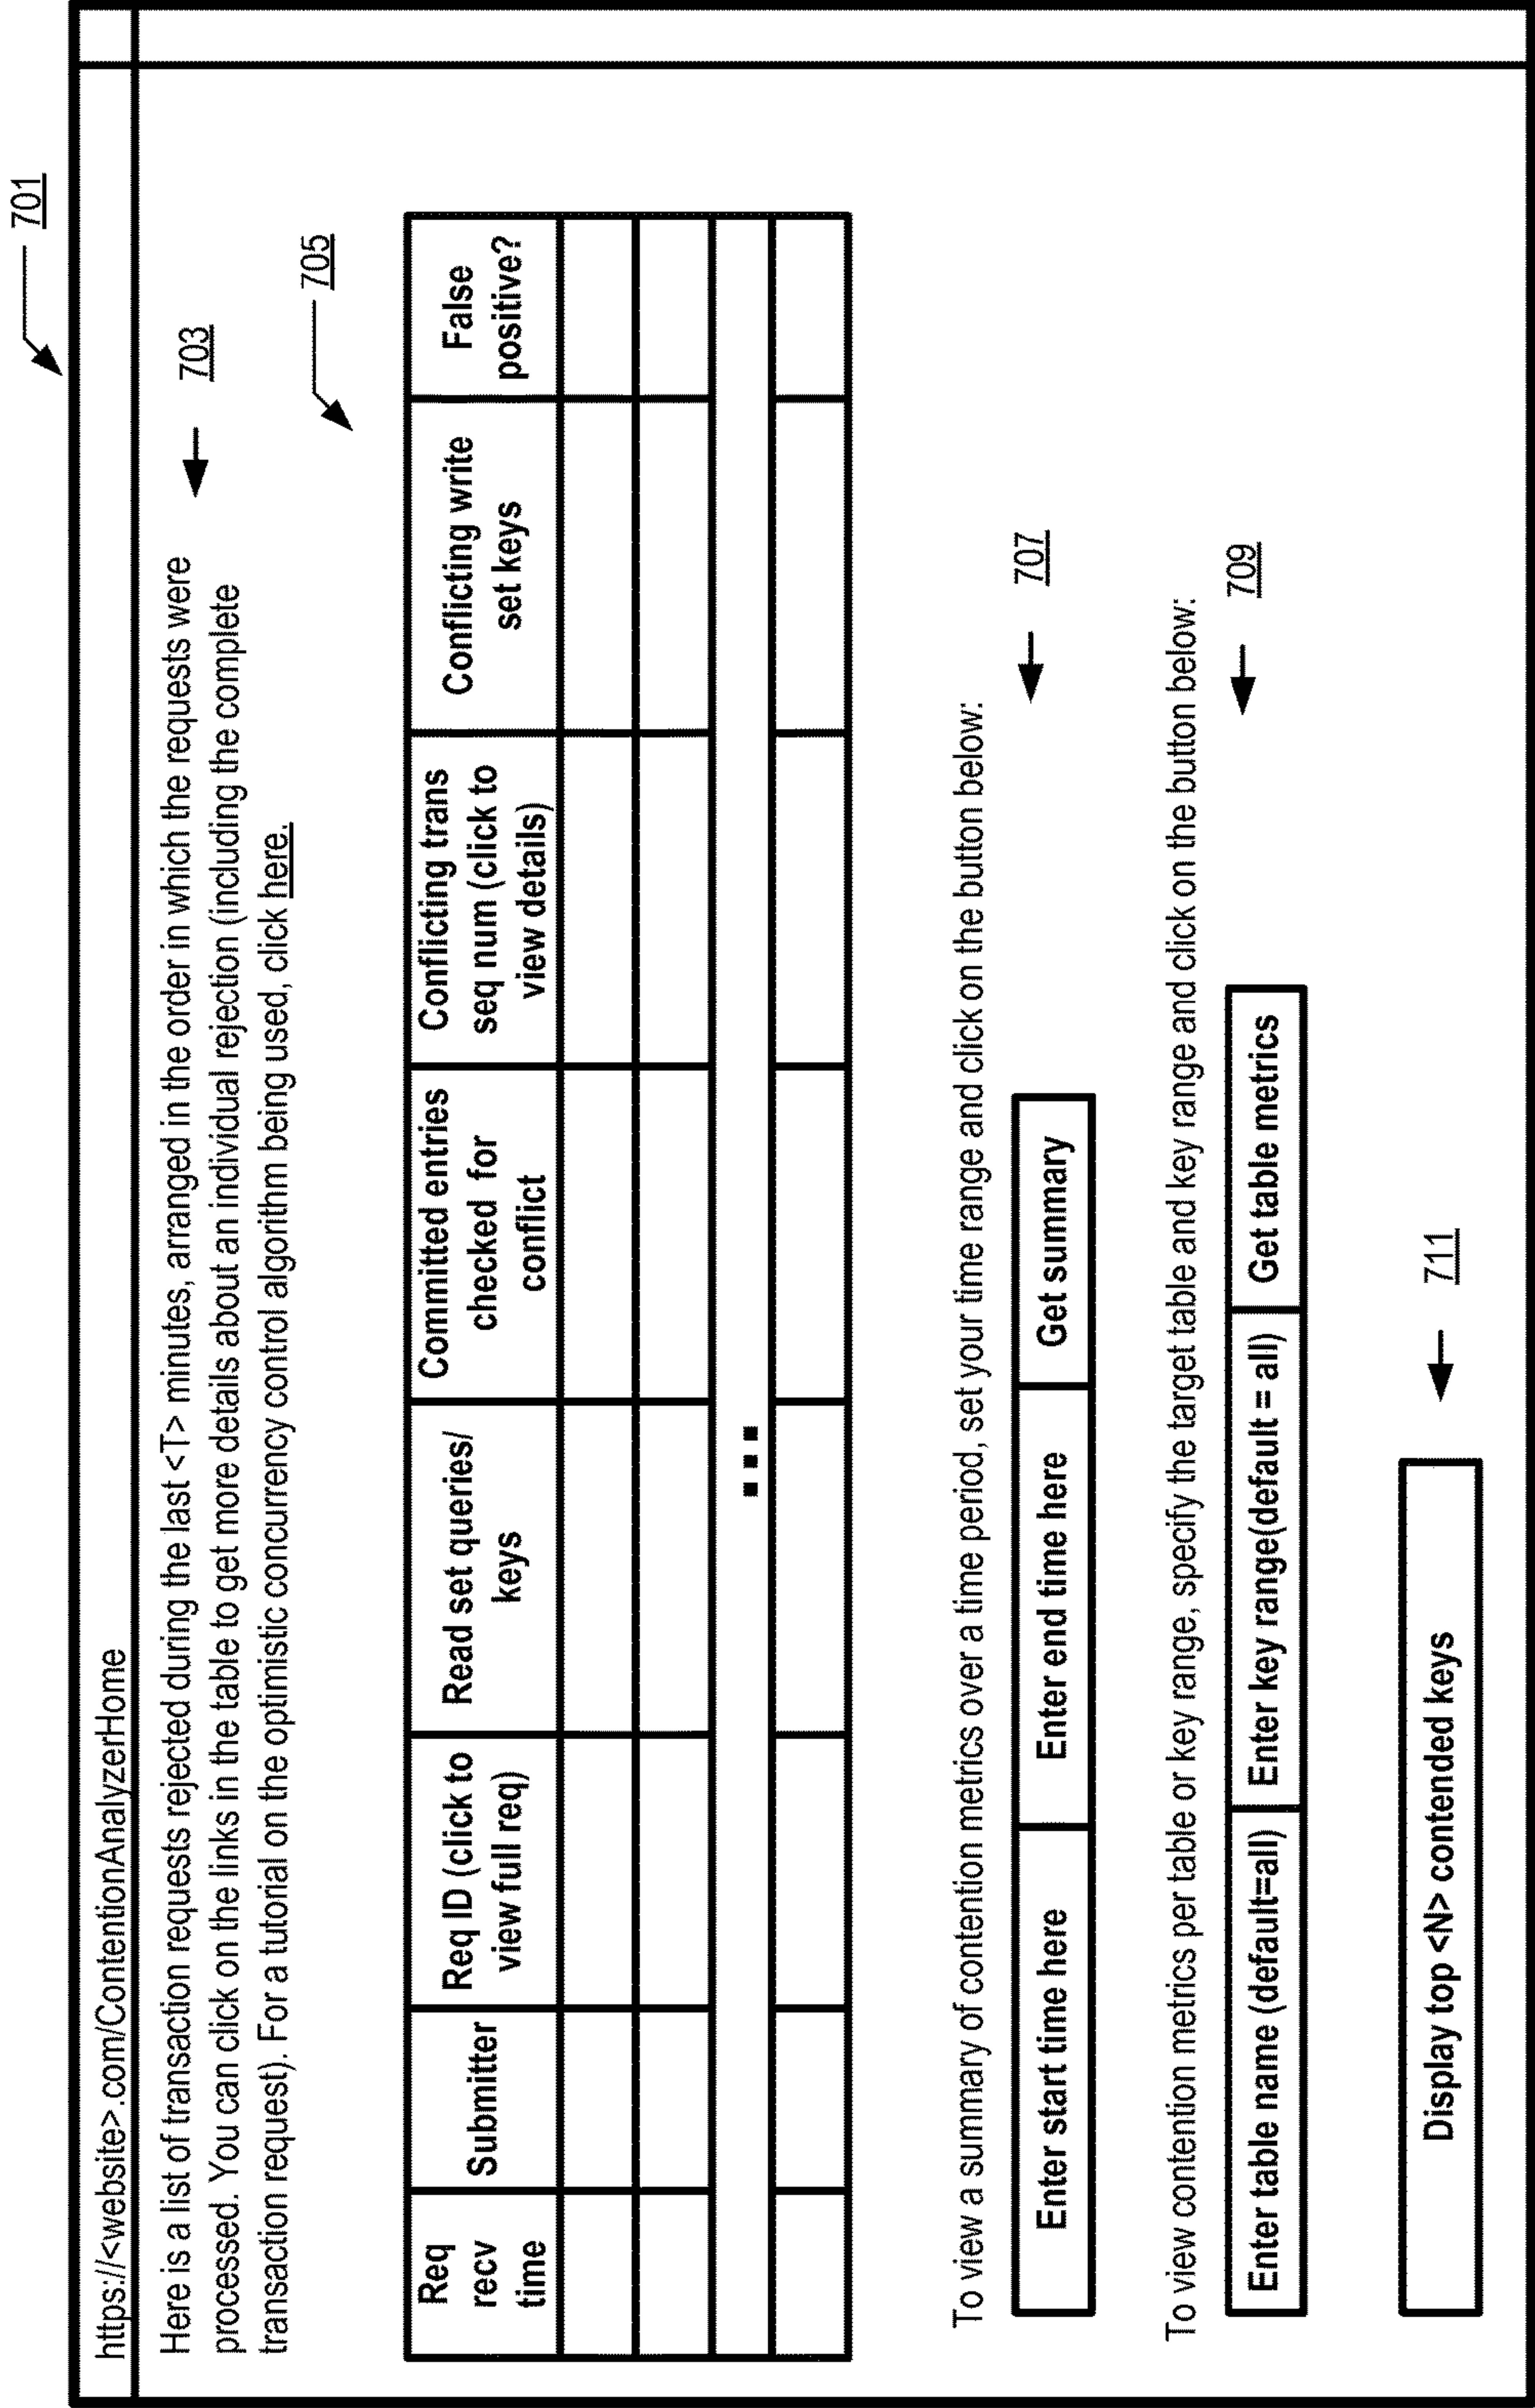 701
https://<website>.com/ContentionAnalyzerHome
Here is a list of transaction requests rejected during the last <T> minutes, arranged in the order in which the requests were
processed. You can click on the links in the table to get more details about an individual rejection (including the complete
transaction request). For a tutorial on the optimistic concurrency control algorithm being used, click here.
703
705
Req
recv
time
Submitter
Req ID (click to
view full req)
Read set queries/
keys
Committed entries
checked for
conflict
Conflicting trans
seq num (click to
view details)
Conflicting write
set keys
False
positive?
...
To view a summary of contention metrics over a time period, set your time range and click on the button below:
Enter start time here
Enter end time here
Get summary
707
To view contention metrics per table or key range, specify the target table and key range and click on the button below:
Enter table name (default=all)
Enter key range(default = all)
Get table metrics
709
Display top <N> contended keys
711